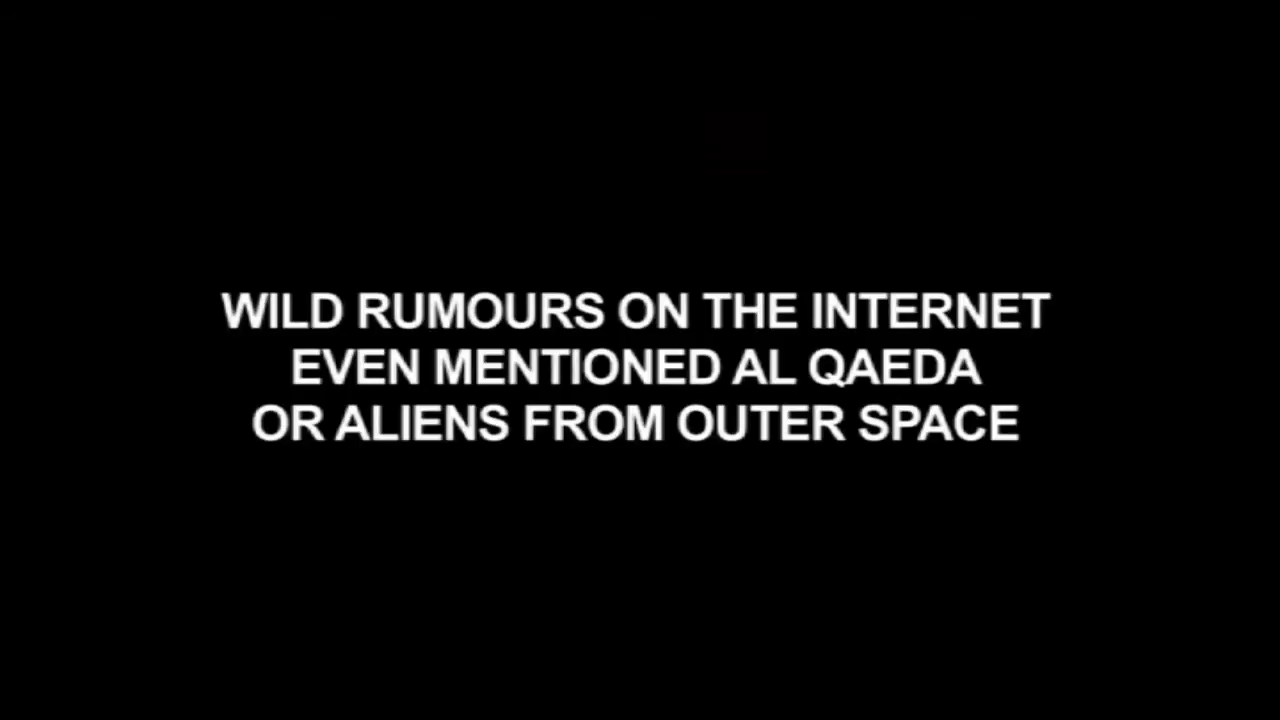 WILD RUMOURS ON THE INTERNET
EVEN MENTIONED AL QAEDA
OR ALIENS FROM OUTER SPACE